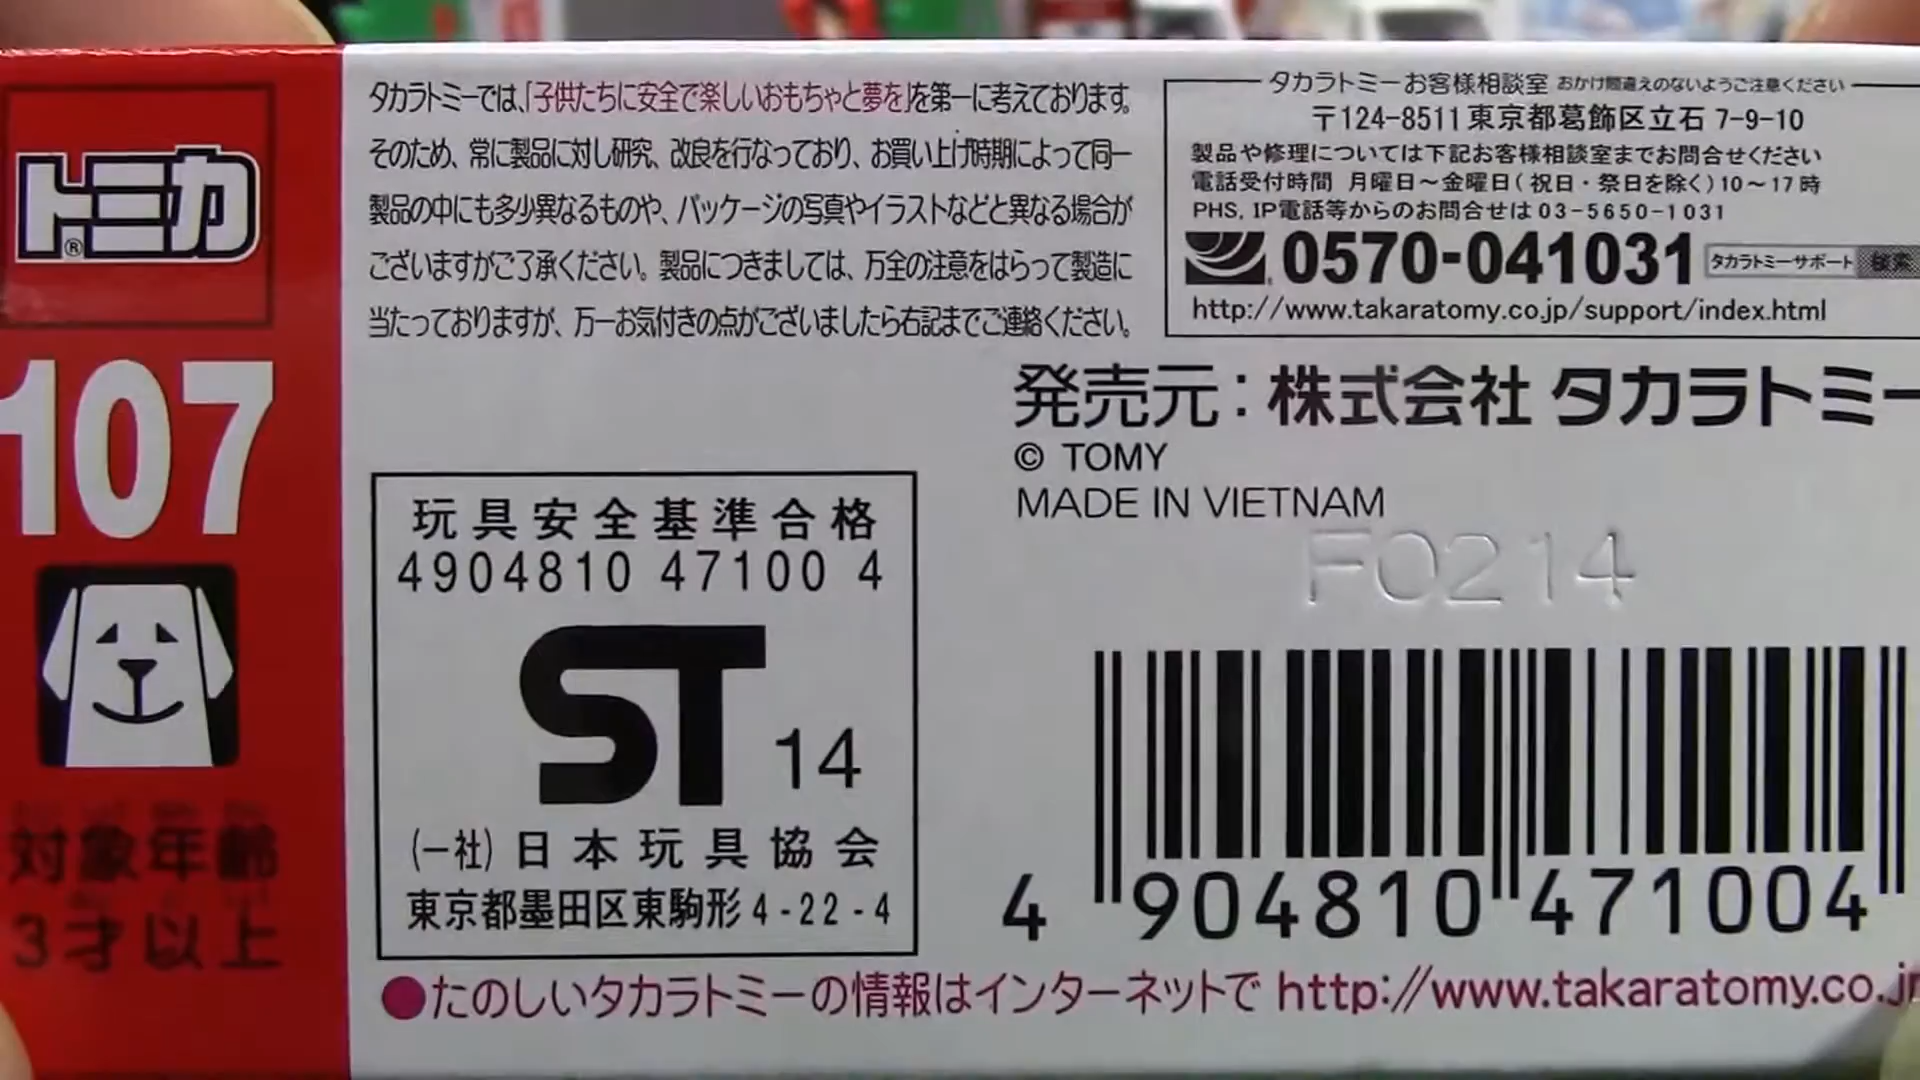 トミカ®
107
対象年齢
3才以上
タカラトミーでは、「子供たちに安全で楽しいおもちゃと夢を」を第一に考えております。
そのため、常に製品に対し研究、改良を行なっており、お買い上げ時期によって同一
製品の中にも多少異なるものや、パッケージの写真やイラストなどと異なる場合が
ございますがご了承ください。製品につきましては、万全の注意をはらって製造に
当たっておりますが、万一お気付きの点がございましたら右記までご連絡ください。
タカラトミーお客様相談室 おかけ間違えのないようご注意ください
〒124-8511 東京都葛飾区立石 7-9-10
製品や修理については下記お客様相談室までお問合せください
電話受付時間 月曜日〜金曜日(祝日・祭日を除く)10〜17時
PHS, IP電話等からのお問合せは 03-5650-1031
0570-041031 タカラトミーサポート 検索
http://www.takaratomy.co.jp/support/index.html
発売元:株式会社 タカラトミー
© TOMY
MADE IN VIETNAM
F0214
玩具安全基準合格
4904810 47100 4
ST 14
(一社)日本玩具協会
東京都墨田区東駒形4-22-4
4 904810 471004
●たのしいタカラトミーの情報はインターネットで http://www.takaratomy.co.jp